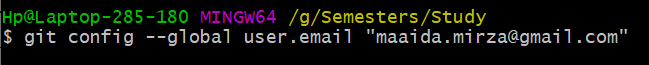 Hp@Laptop-285-180 MINGW64 /g/Semesters/Study
$ git config --global user.email "maaida.mirza@gmail.com"